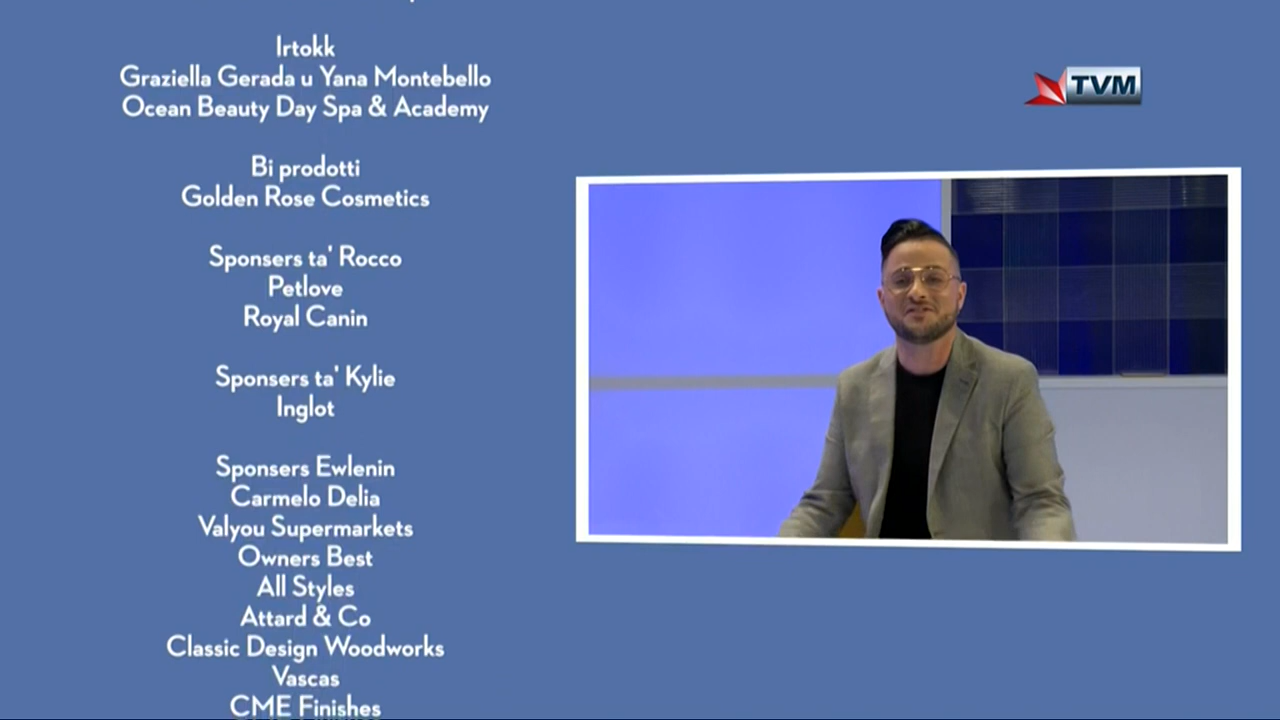 Irtokk
Graziella Gerada u Yana Montebello
Ocean Beauty Day Spa & Academy
Bi prodotti
Golden Rose Cosmetics
Sponsers ta' Rocco
Petlove
Royal Canin
Sponsers ta' Kylie
Inglot
Sponsers Ewlenin
Carmelo Delia
Valyou Supermarkets
Owners Best
All Styles
Attard & Co
Classic Design Woodworks
Vascas
CME Finishes
TVM